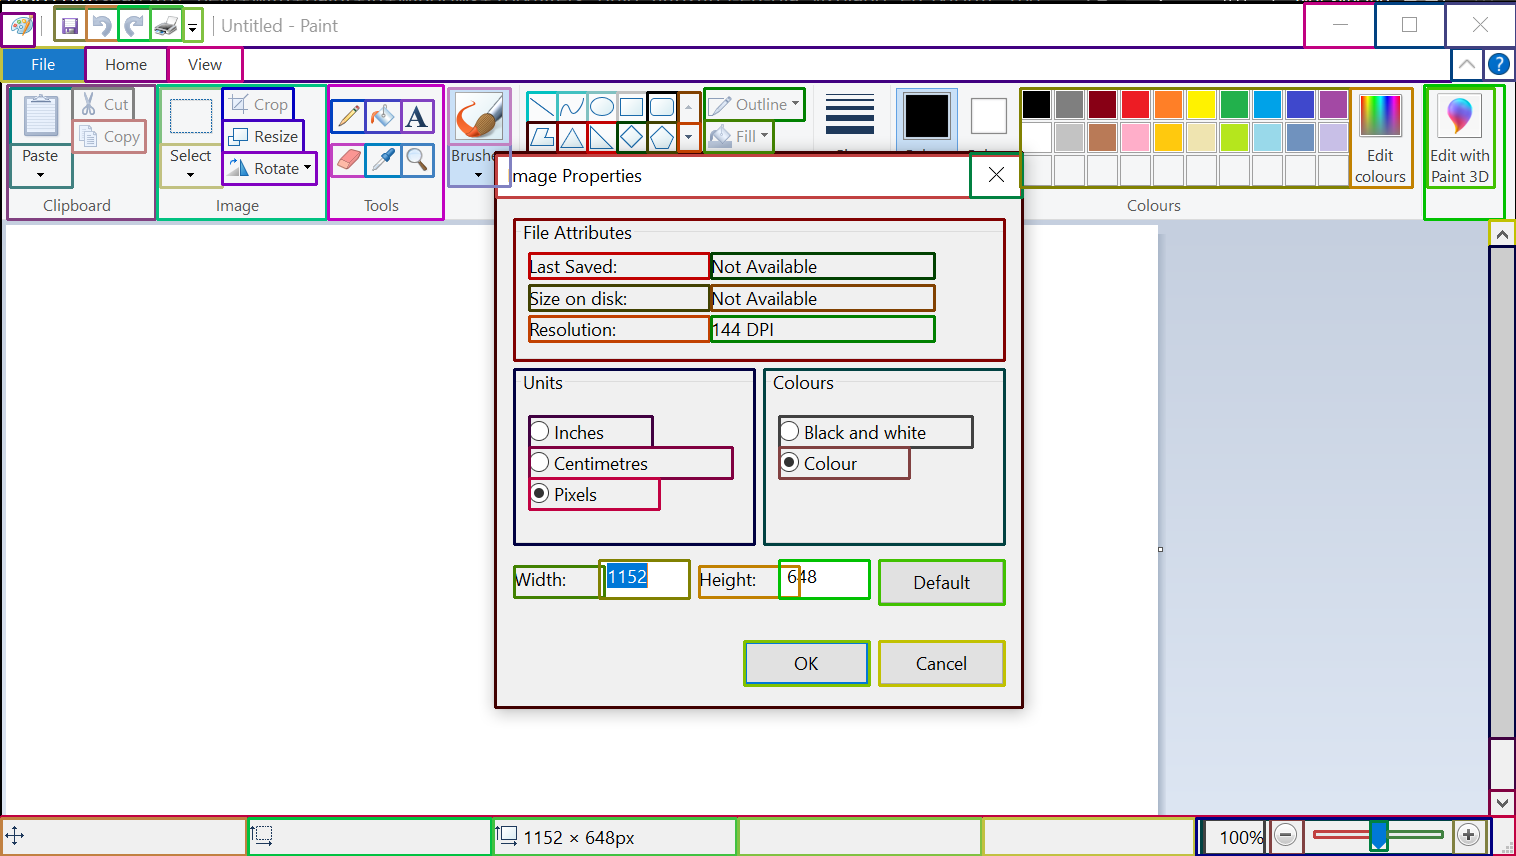 Untitled - Paint
File
Home
View
Paste
Cut
Copy
Clipboard
Select
Crop
Resize
Rotate
Image
A
Tools
Outline
Fill
Edit
colours
Colours
Edit with
Paint 3D
?
Image Properties
File Attributes
Last Saved:
Not Available
Size on disk:
Not Available
Resolution:
144 DPI
Units
Inches
Centimetres
Pixels
Colours
Black and white
Colour
Width:
1152
Height:
648
Default
OK
Cancel
1152 × 648px
100%